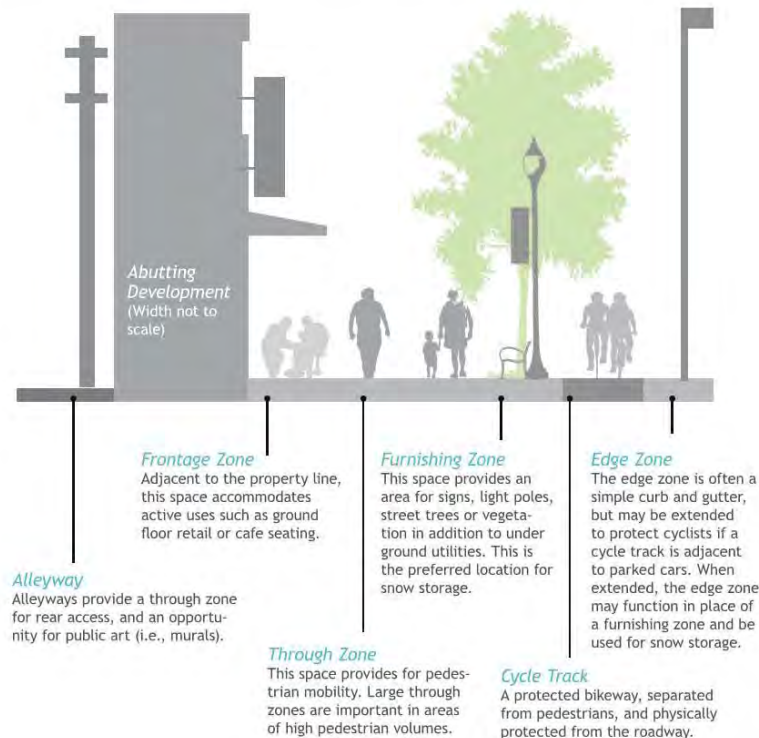 Abutting
Development
(Width not to
scale)
Frontage Zone
Adjacent to the property line,
this space accommodates
active uses such as ground
floor retail or cafe seating.
Furnishing Zone
This space provides an
area for signs, light poles,
street trees or vegeta-
tion in addition to under
ground utilities. This is
the preferred location for
snow storage.
Edge Zone
The edge zone is often a
simple curb and gutter,
but may be extended
to protect cyclists if a
cycle track is adjacent
to parked cars. When
extended, the edge zone
may function in place of
a furnishing zone and be
used for snow storage.
Alleyway
Alleyways provide a through zone
for rear access, and an opportu-
nity for public art (i.e., murals).
Through Zone
This space provides for pedes-
trian mobility. Large through
zones are important in areas
of high pedestrian volumes.
Cycle Track
A protected bikeway, separated
from pedestrians, and physically
protected from the roadway.